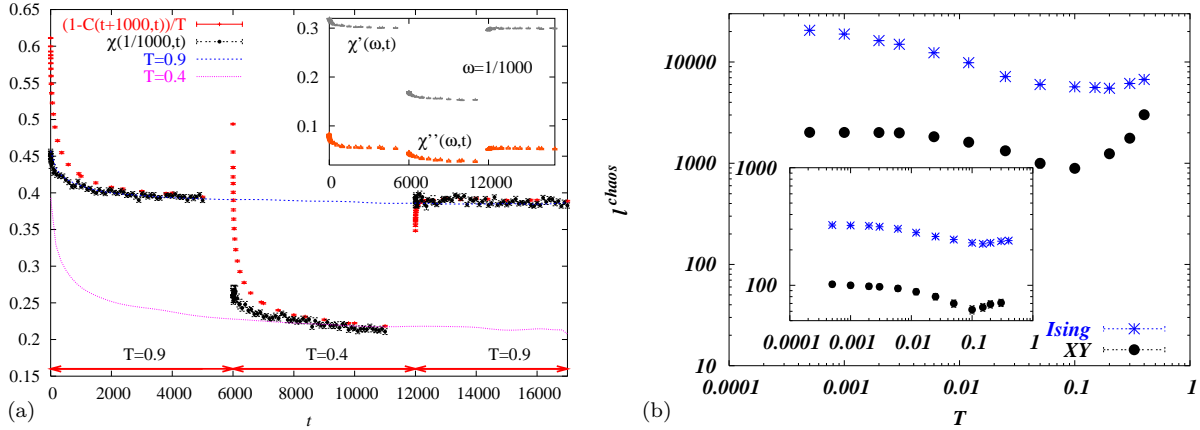 0.65
0.6
0.55
0.5
0.45
0.4
0.35
0.3
0.25
0.2
0.15
(1-C(t+1000,t))/T
χ(1/1000,t)
T=0.9
T=0.4
0.3
0.1
χ'(ω,t)
ω=1/1000
χ''(ω,t)
0 6000 12000
T=0.9 T=0.4 T=0.9
0 2000 4000 6000 8000 10000 12000 14000 16000
(a) t
10000
1000
100
10
l^chaos
1000
100
0.0001 0.001 0.01 0.1 1
Ising
XY
0.0001 0.001 0.01 0.1 1
(b) T